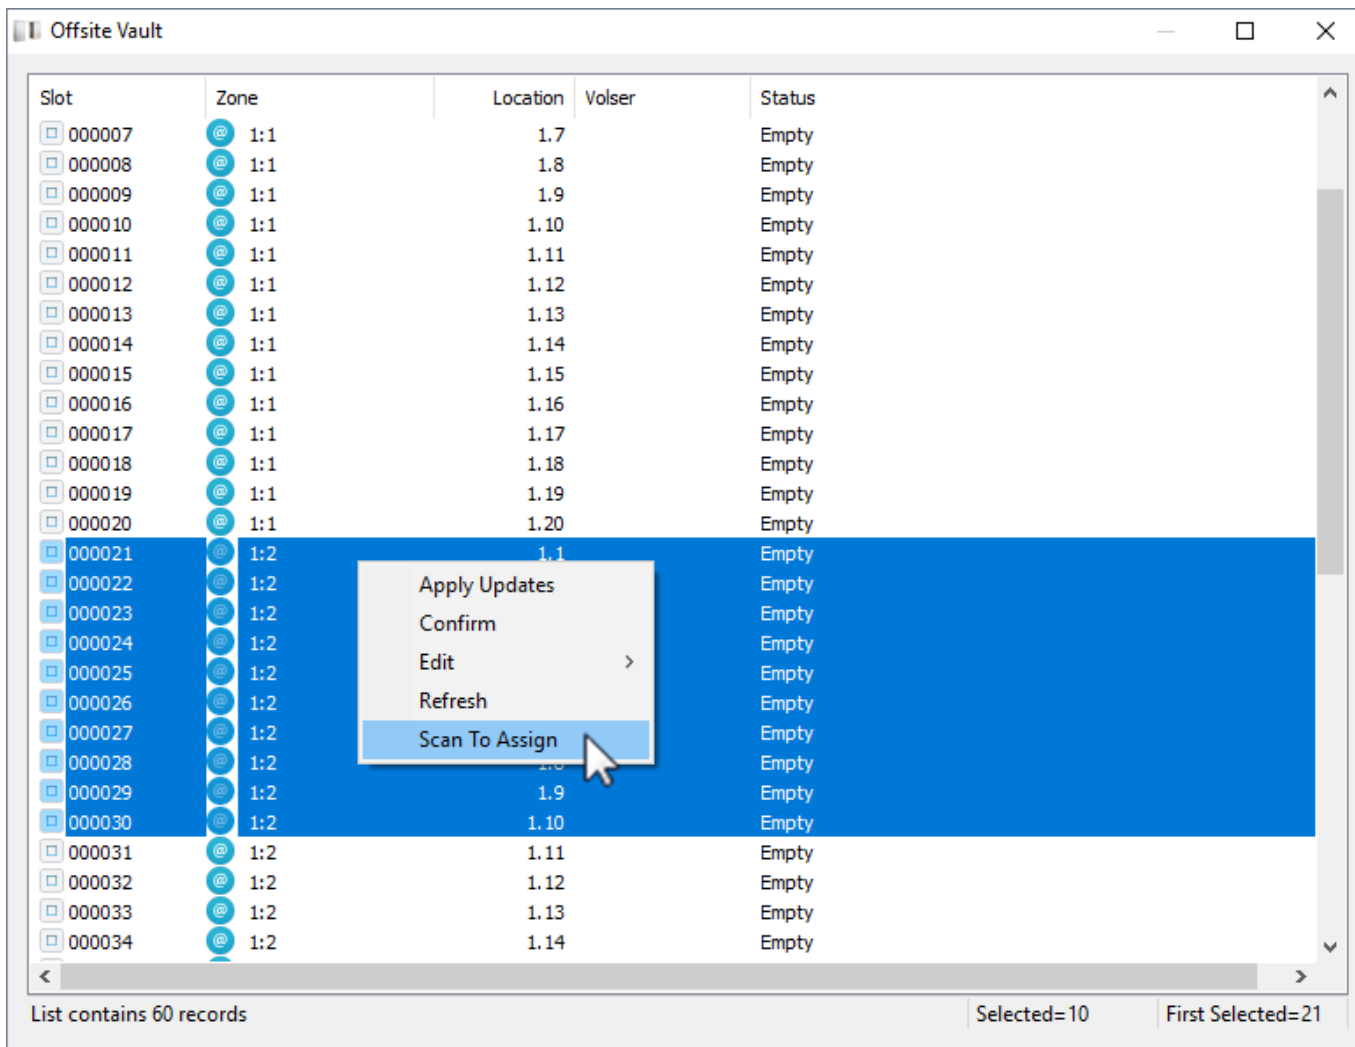 Offsite Vault
Slot Zone Location Volser Status
000007 @ 1:1 1.7 Empty
000008 @ 1:1 1.8 Empty
000009 @ 1:1 1.9 Empty
000010 @ 1:1 1.10 Empty
000011 @ 1:1 1.11 Empty
000012 @ 1:1 1.12 Empty
000013 @ 1:1 1.13 Empty
000014 @ 1:1 1.14 Empty
000015 @ 1:1 1.15 Empty
000016 @ 1:1 1.16 Empty
000017 @ 1:1 1.17 Empty
000018 @ 1:1 1.18 Empty
000019 @ 1:1 1.19 Empty
000020 @ 1:1 1.20 Empty
000021 @ 1:2 1.1 Empty
000022 @ 1:2 Apply Updates Empty
000023 @ 1:2 Confirm Empty
000024 @ 1:2 Empty
Edit
000025 @ 1:2 Empty
000026 @ 1:2 Refresh Empty
000027 @ 1:2 Scan To Assign Empty
000028 @ 1:2 Empty
000029 @ 1:2 1.9 Empty
000030 @ 1:2 1.10 Empty
000031 @ 1:2 1.11 Empty
000032 @ 1:2 1.12 Empty
000033 @ 1:2 1.13 Empty
000034 @ 1:2 1.14 Empty
List contains 60 records Selected=10 First Selected=21